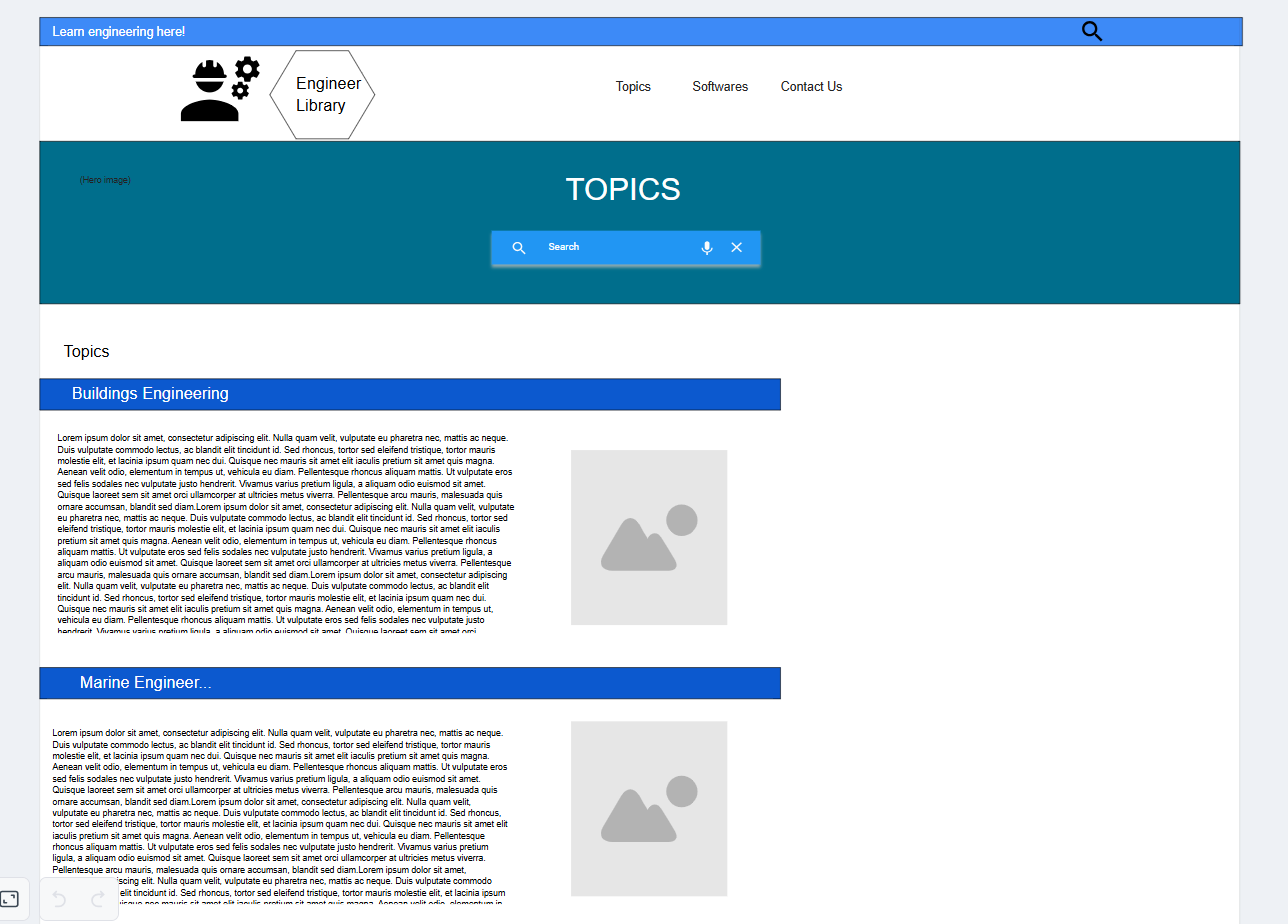 Learn engineering here!
Engineer
Library
Topics Softwares Contact Us
(Hero image)
TOPICS
Search
Topics
Buildings Engineering
Lorem ipsum dolor sit amet, consectetur adipiscing elit. Nulla quam velit, vulputate eu pharetra nec, mattis ac neque.
Duis vulputate commodo lectus, ac blandit elit tincidunt id. Sed rhoncus, tortor sed eleifend tristique, tortor mauris
molestie elit, et lacinia ipsum quam nec dui. Quisque nec mauris sit amet elit iaculis pretium sit amet quis magna.
Aenean velit odio, elementum in tempus ut, vehicula eu diam. Pellentesque rhoncus aliquam mattis. Ut vulputate eros
sed felis sodales nec vulputate justo hendrerit. Vivamus varius pretium ligula, a aliquam odio euismod sit amet.
Quisque laoreet sem sit amet orci ullamcorper at ultricies metus viverra. Pellentesque arcu mauris, malesuada quis
ornare accumsan, blandit sed diam.Lorem ipsum dolor sit amet, consectetur adipiscing elit. Nulla quam velit, vulputate
eu pharetra nec, mattis ac neque. Duis vulputate commodo lectus, ac blandit elit tincidunt id. Sed rhoncus, tortor sed
eleifend tristique, tortor mauris molestie elit, et lacinia ipsum quam nec dui. Quisque nec mauris sit amet elit iaculis
pretium sit amet quis magna. Aenean velit odio, elementum in tempus ut, vehicula eu diam. Pellentesque rhoncus
aliquam mattis. Ut vulputate eros sed felis sodales nec vulputate justo hendrerit. Vivamus varius pretium ligula, a
aliquam odio euismod sit amet. Quisque laoreet sem sit amet orci ullamcorper at ultricies metus viverra. Pellentesque
arcu mauris, malesuada quis ornare accumsan, blandit sed diam.Lorem ipsum dolor sit amet, consectetur adipiscing
elit. Nulla quam velit, vulputate eu pharetra nec, mattis ac neque. Duis vulputate commodo lectus, ac blandit elit
tincidunt id. Sed rhoncus, tortor sed eleifend tristique, tortor mauris molestie elit, et lacinia ipsum quam nec dui.
Quisque nec mauris sit amet elit iaculis pretium sit amet quis magna. Aenean velit odio, elementum in tempus ut,
vehicula eu diam. Pellentesque rhoncus aliquam mattis. Ut vulputate eros sed felis sodales nec vulputate justo
hendrerit. Vivamus varius pretium ligula, a aliquam odio euismod sit amet. Quisque laoreet sem sit amet orci
Marine Engineer...
Lorem ipsum dolor sit amet, consectetur adipiscing elit. Nulla quam velit, vulputate eu pharetra nec, mattis ac neque.
Duis vulputate commodo lectus, ac blandit elit tincidunt id. Sed rhoncus, tortor sed eleifend tristique, tortor mauris
molestie elit, et lacinia ipsum quam nec dui. Quisque nec mauris sit amet elit iaculis pretium sit amet quis magna.
Aenean velit odio, elementum in tempus ut, vehicula eu diam. Pellentesque rhoncus aliquam mattis. Ut vulputate eros
sed felis sodales nec vulputate justo hendrerit. Vivamus varius pretium ligula, a aliquam odio euismod sit amet.
Quisque laoreet sem sit amet orci ullamcorper at ultricies metus viverra. Pellentesque arcu mauris, malesuada quis
ornare accumsan, blandit sed diam.Lorem ipsum dolor sit amet, consectetur adipiscing elit. Nulla quam velit,
vulputate eu pharetra nec, mattis ac neque. Duis vulputate commodo lectus, ac blandit elit tincidunt id. Sed rhoncus,
tortor sed eleifend tristique, tortor mauris molestie elit, et lacinia ipsum quam nec dui. Quisque nec mauris sit amet elit
iaculis pretium sit amet quis magna. Aenean velit odio, elementum in tempus ut, vehicula eu diam. Pellentesque
rhoncus aliquam mattis. Ut vulputate eros sed felis sodales nec vulputate justo hendrerit. Vivamus varius pretium
ligula, a aliquam odio euismod sit amet. Quisque laoreet sem sit amet orci ullamcorper at ultricies metus viverra.
Pellentesque arcu mauris, malesuada quis ornare accumsan, blandit sed diam.Lorem ipsum dolor sit amet,
elit. Nulla quam velit, vulputate eu pharetra nec, mattis ac neque. Duis vulputate commodo
elit tincidunt id. Sed rhoncus, tortor sed eleifend tristique, tortor mauris molestie elit, et lacinia ipsum
nec mauris sit amet elit iaculis pretium sit amet quis magna. Aenean velit odio, elementum in